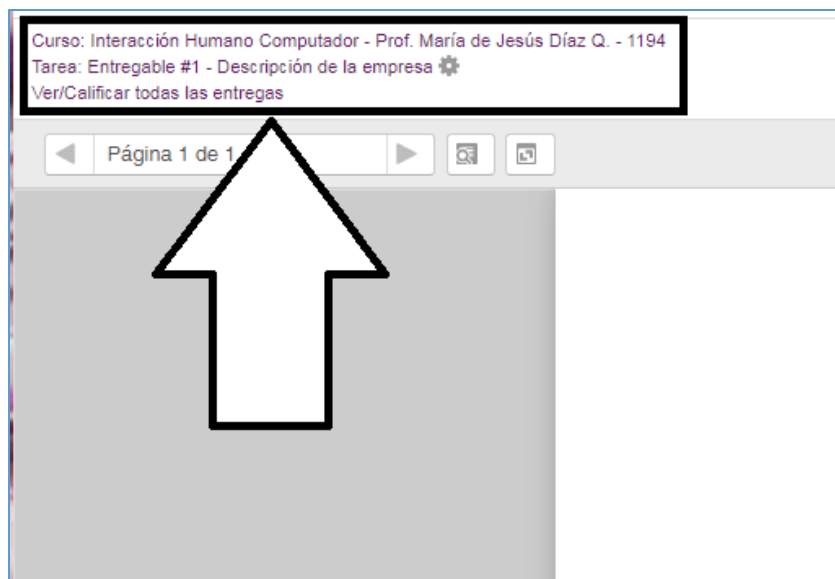 Curso: Interacción Humano Computador - Prof. María de Jesús Díaz Q. - 1194
Tarea: Entregable #1 - Descripción de la empresa
Ver/Calificar todas las entregas
Página 1 de 1